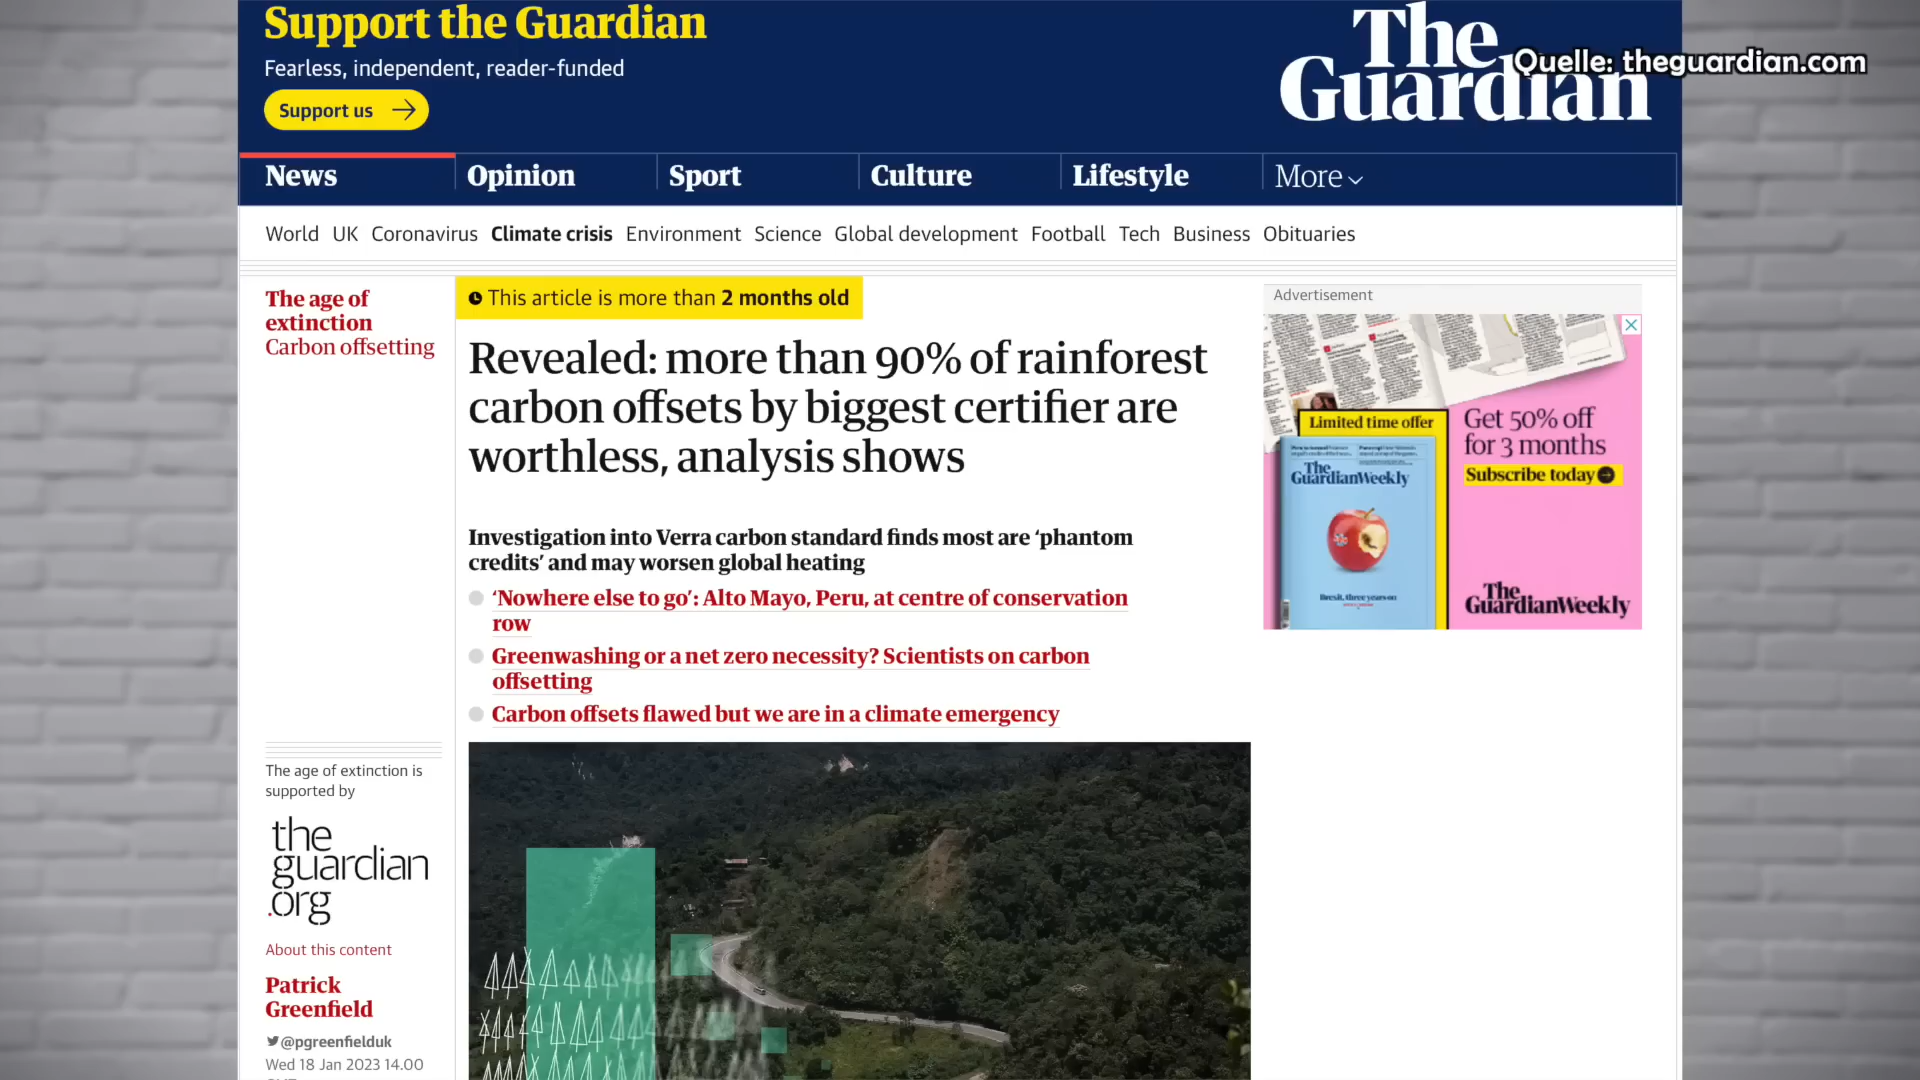 Support the Guardian
Fearless, independent, reader-funded
Support us
The
Guardian
Quelle: theguardian.com
News
Opinion
Sport
Culture
Lifestyle
More
World UK Coronavirus Climate crisis Environment Science Global development Football Tech Business Obituaries
The age of
extinction
Carbon offsetting
This article is more than 2 months old
Revealed: more than 90% of rainforest
carbon offsets by biggest certifier are
worthless, analysis shows
Investigation into Verra carbon standard finds most are ‘phantom
credits’ and may worsen global heating
‘Nowhere else to go’: Alto Mayo, Peru, at centre of conservation
row
Greenwashing or a net zero necessity? Scientists on carbon
offsetting
Carbon offsets flawed but we are in a climate emergency
Advertisement
Limited time offer
The
GuardianWeekly
Brexit, three years on
Get 50% off
for 3 months
Subscribe today
The
GuardianWeekly
The age of extinction is
supported by
the
guardian
.org
About this content
Patrick
Greenfield
@pgreenfielduk
Wed 18 Jan 2023 14.00